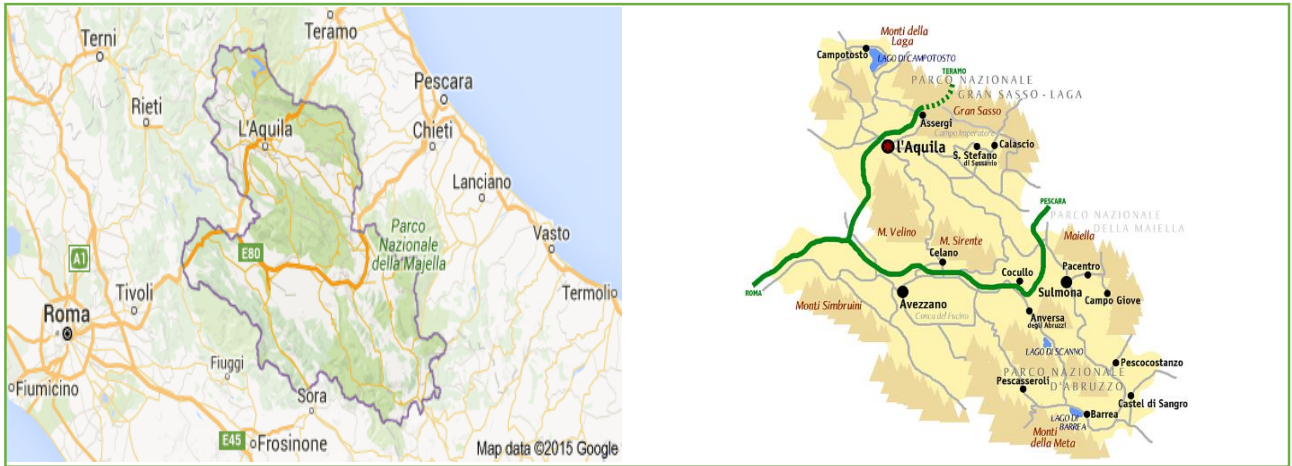 Terni
Teramo
Rieti
Pescara
L'Aquila
Chieti
Lanciano
Parco
Nazionale
della Majella
Vasto
E80
A1
Tivoli
Termoli
Roma
Fiuggi
Fiumicino
Sora
E45
Frosinone
Map data ©2015 Google
Monti della
Laga
Campotosto
LAGO DI CAMPOTOSTO
TERAMO
PARCO NAZIONALE
GRAN SASSO - LAGA
Gran Sasso
Assergi
Campo Imperatore
l'Aquila
S. Stefano
di Sessanio
Calascio
PESCARA
PARCO NAZIONALE
DELLA MAIELLA
M. Velino
M. Sirente
Maiella
Celano
Cocullo
Pacentro
ROMA
Sulmona
Campo Giove
Monti Simbruini
Avezzano
Conca del Fucino
Anversa
degli Abruzzi
LAGO DI SCANNO
Pescocostanzo
PARCO NAZIONALE
D'ABRUZZO
Pescasseroli
Castel di Sangro
LAGO DI
BARREA
Barrea
Monti
della Meta